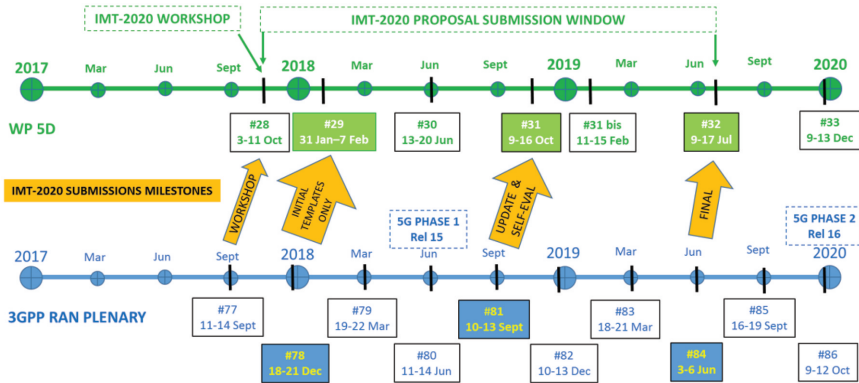 IMT-2020 WORKSHOP
IMT-2020 PROPOSAL SUBMISSION WINDOW
2017
Mar
Jun
Sept
2018
Mar
Jun
Sept
2019
Mar
Jun
Sept
2020
WP 5D
#28
3-11 Oct
#29
31 Jan–7 Feb
#30
13-20 Jun
#31
9-16 Oct
#31 bis
11-15 Feb
#32
9-17 Jul
#33
9-13 Dec
IMT-2020 SUBMISSIONS MILESTONES
WORKSHOP
INITIAL
TEMPLATES
ONLY
UPDATE &
SELF-EVAL
FINAL
5G PHASE 1
Rel 15
5G PHASE 2
Rel 16
2017
Mar
Jun
Sept
2018
Mar
Jun
Sept
2019
Mar
Jun
Sept
2020
3GPP RAN PLENARY
#77
11-14 Sept
#78
18-21 Dec
#79
19-22 Mar
#80
11-14 Jun
#81
10-13 Sept
#82
10-13 Dec
#83
18-21 Mar
#84
3-6 Jun
#85
16-19 Sept
#86
9-12 Oct